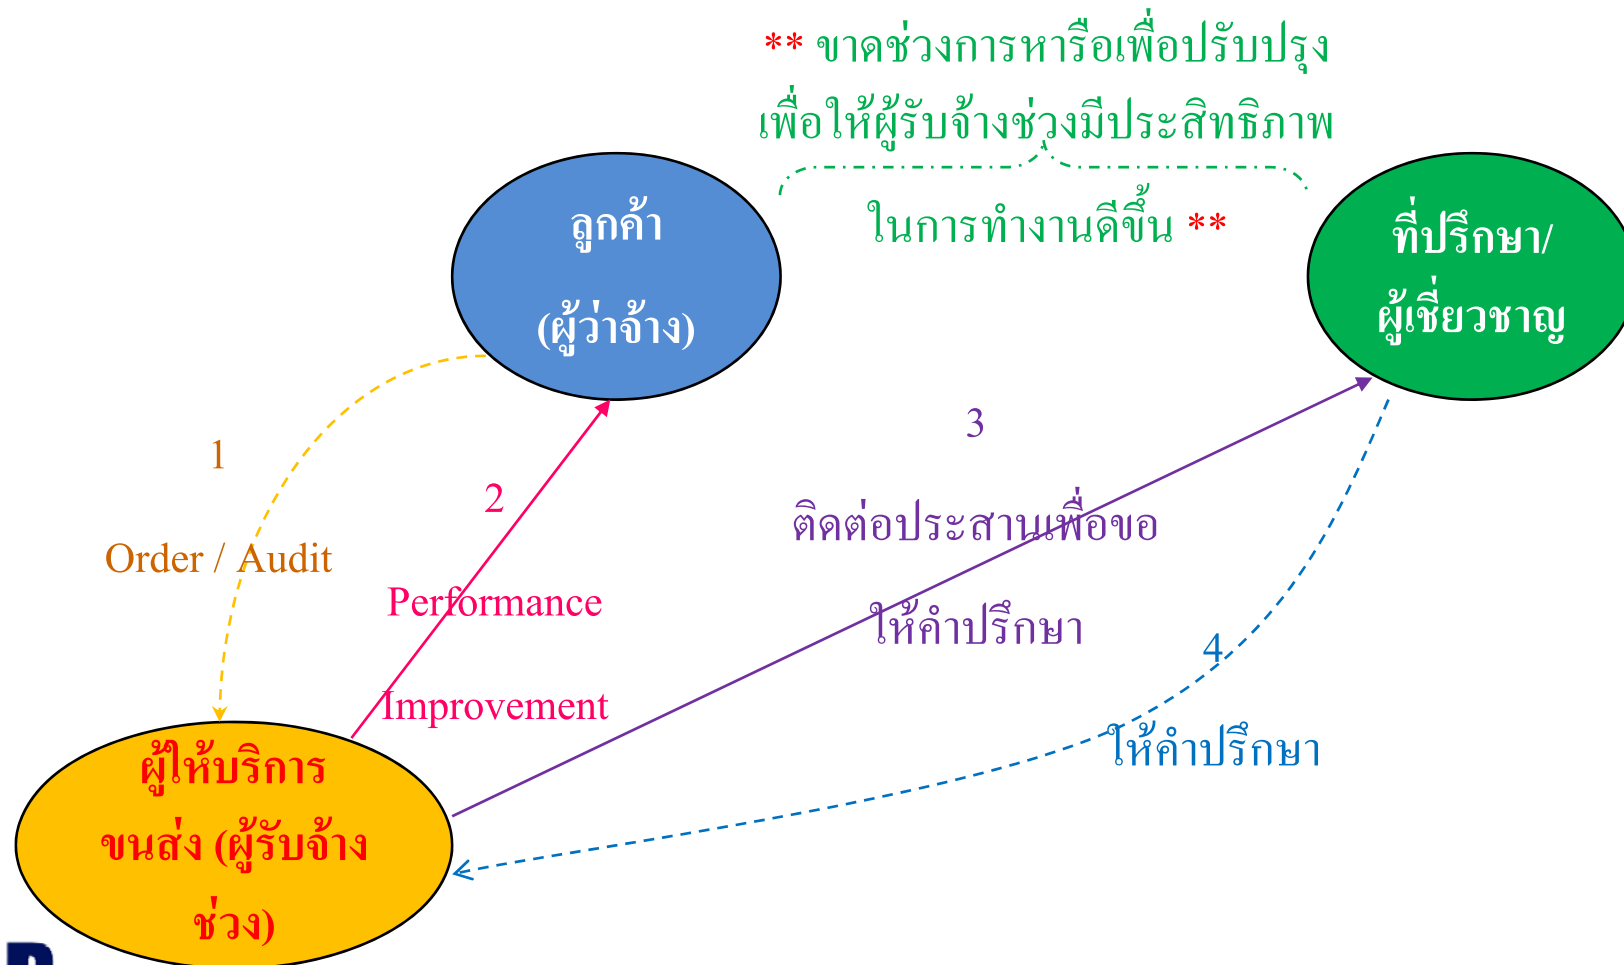 ** ขาดช่วงการหารือเพื่อปรับปรุง
เพื่อให้ผู้รับจ้างช่วงมีประสิทธิภาพ
ในการทำงานดีขึ้น **
ลูกค้า
(ผู้ว่าจ้าง)
ที่ปรึกษา/
ผู้เชี่ยวชาญ
1
Order / Audit
2
Performance
Improvement
3
ติดต่อประสานเพื่อขอ
ให้คำปรึกษา
4
ให้คำปรึกษา
ผู้ให้บริการ
ขนส่ง (ผู้รับจ้าง
ช่วง)